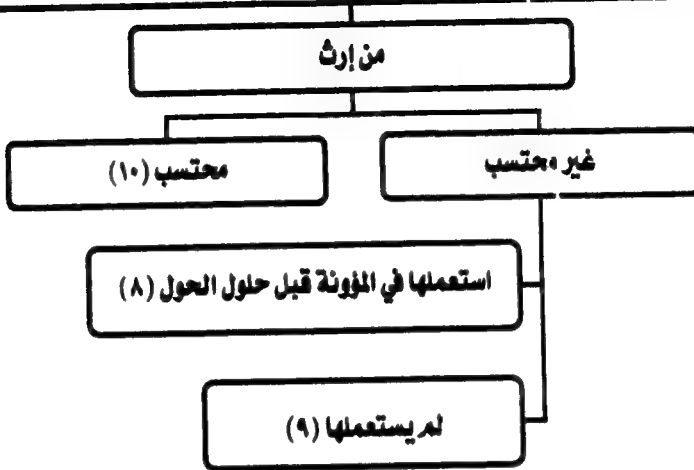 من إرث
غير محتسب
محتسب (١٠)
استعملها في المؤونة قبل حلول الحول (٨)
لم يستعملها (٩)